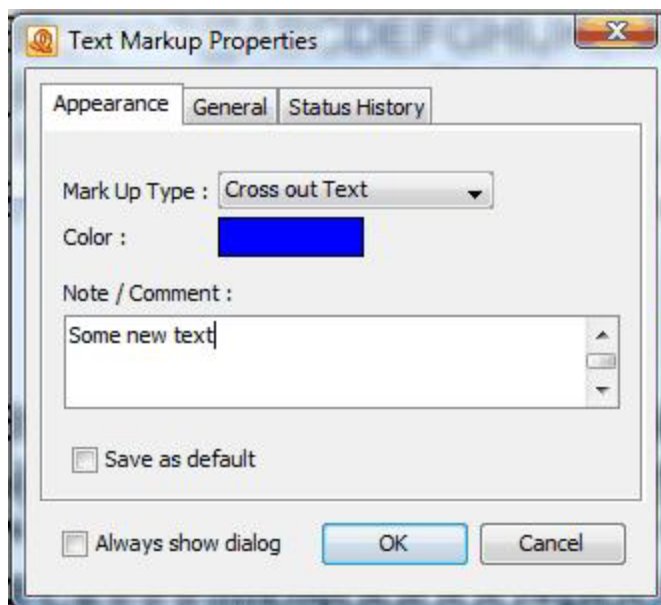 Text Markup Properties
Appearance General Status History
Mark Up Type : Cross out Text
Color :
Note / Comment :
Some new text
Save as default
Always show dialog OK Cancel